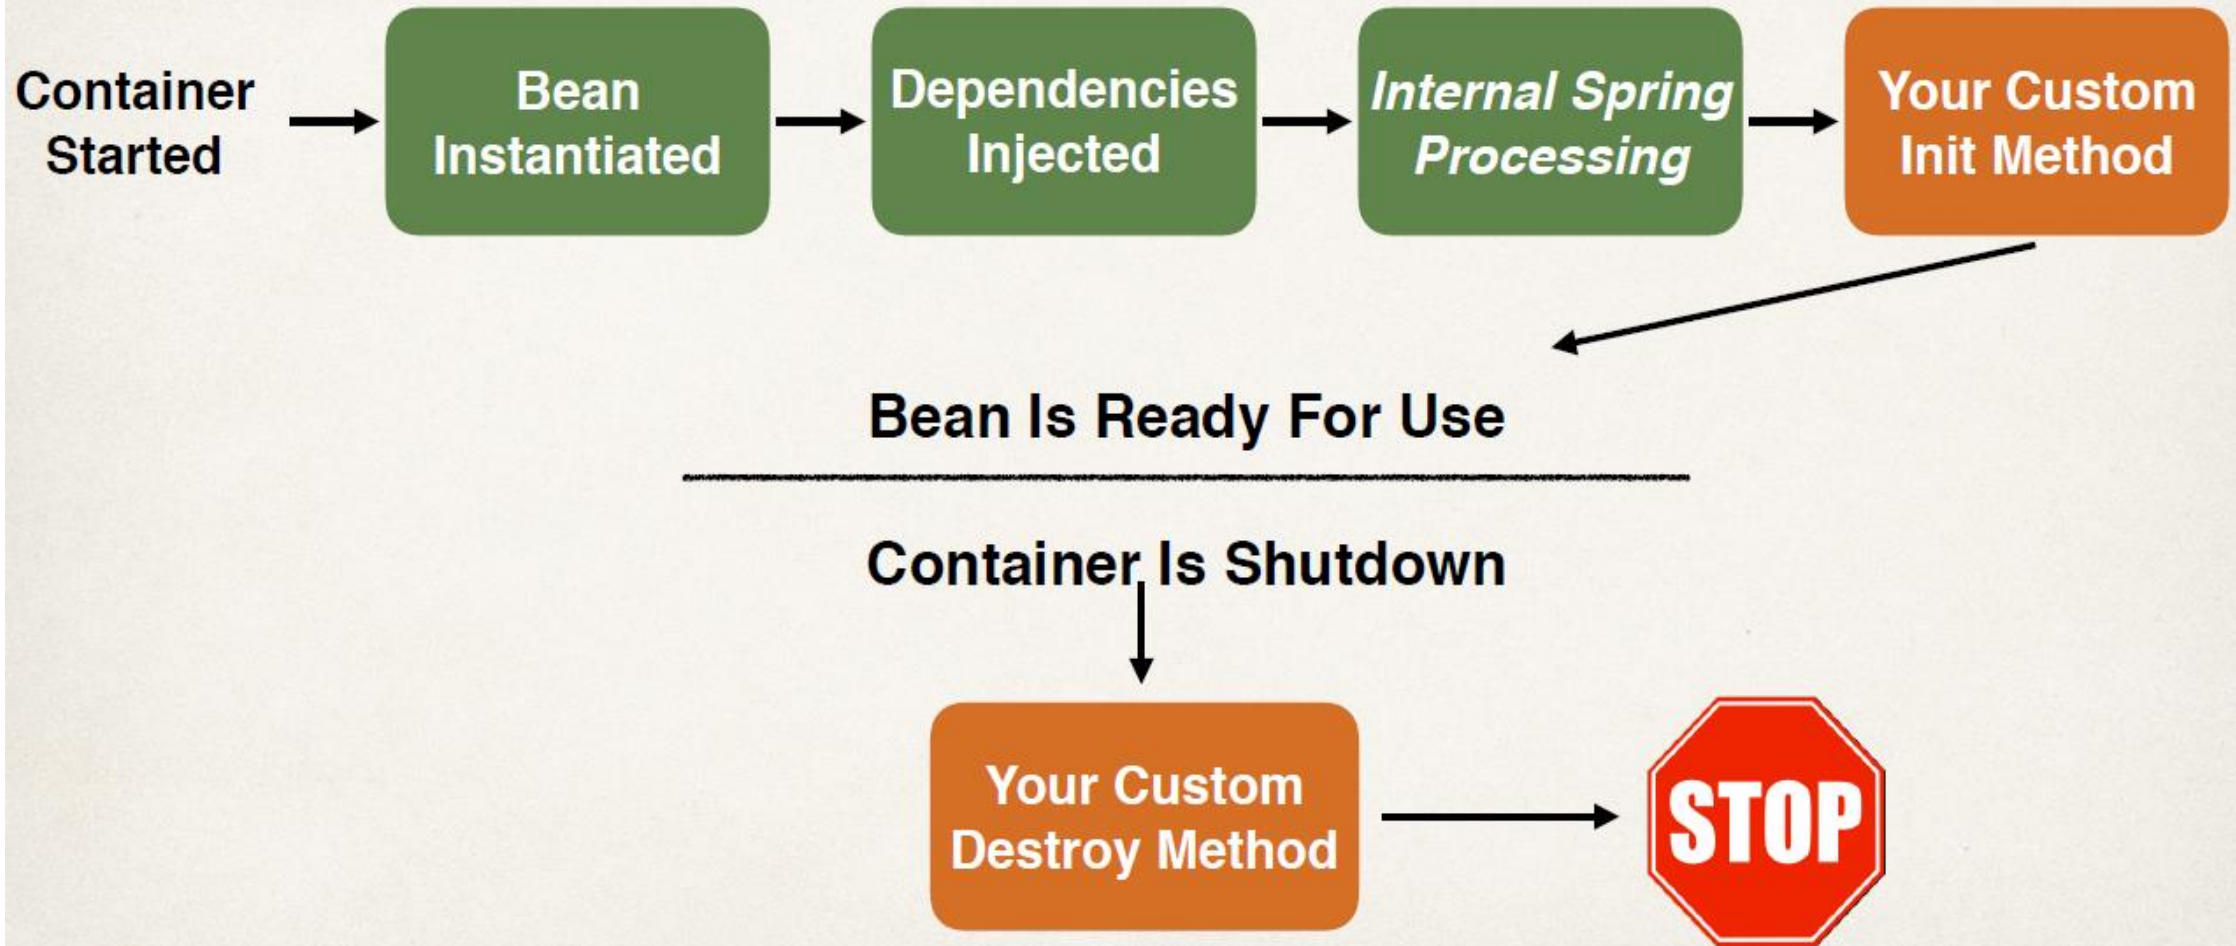 Container
Started
Bean
Instantiated
Dependencies
Injected
Internal Spring
Processing
Your Custom
Init Method
Bean Is Ready For Use
Container Is Shutdown
Your Custom
Destroy Method
STOP